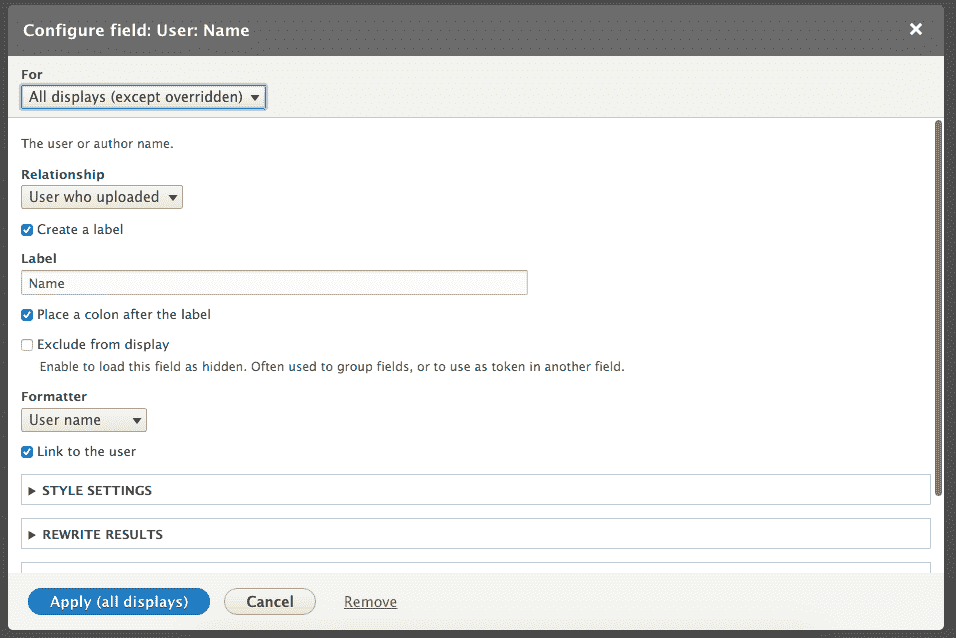 Configure field: User: Name
For
All displays (except overridden)
The user or author name.
Relationship
User who uploaded
Create a label
Label
Name
Place a colon after the label
Exclude from display
Enable to load this field as hidden. Often used to group fields, or to use as token in another field.
Formatter
User name
Link to the user
STYLE SETTINGS
REWRITE RESULTS
Apply (all displays) Cancel Remove